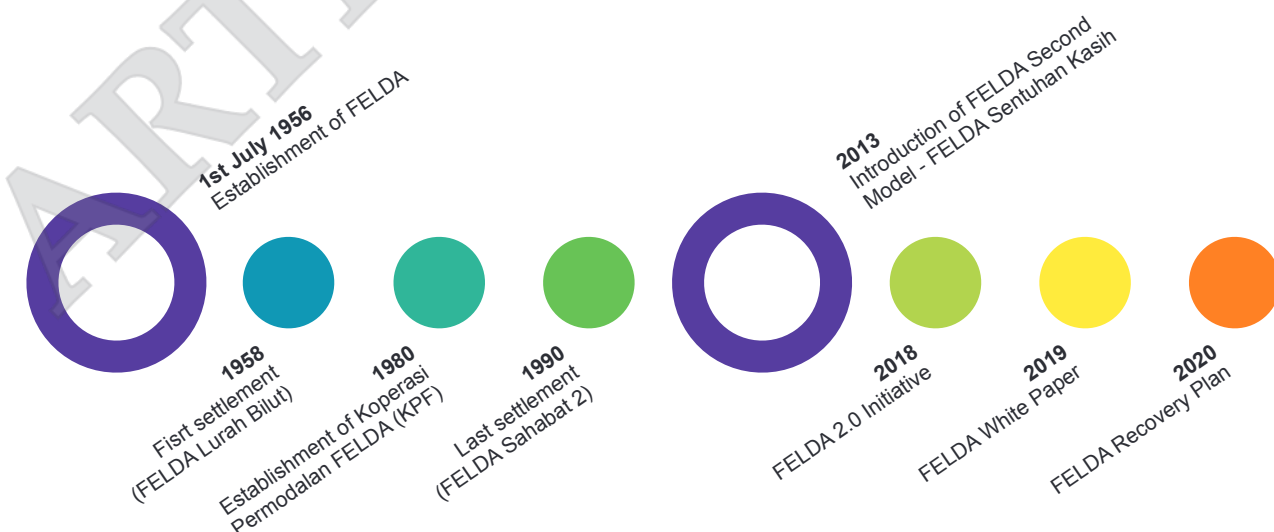 ART
1st July 1956
Establishment of FELDA
1958
Fisrt settlement
(FELDA Lurah Bilut)
1980
Establishment of Koperasi
Permodalan FELDA (KPF)
1990
Last settlement
(FELDA Sahabat 2)
2013
Introduction of FELDA Second
Model - FELDA Sentuhan Kasih
2018
FELDA 2.0 Initiative
2019
FELDA White Paper
2020
FELDA Recovery Plan